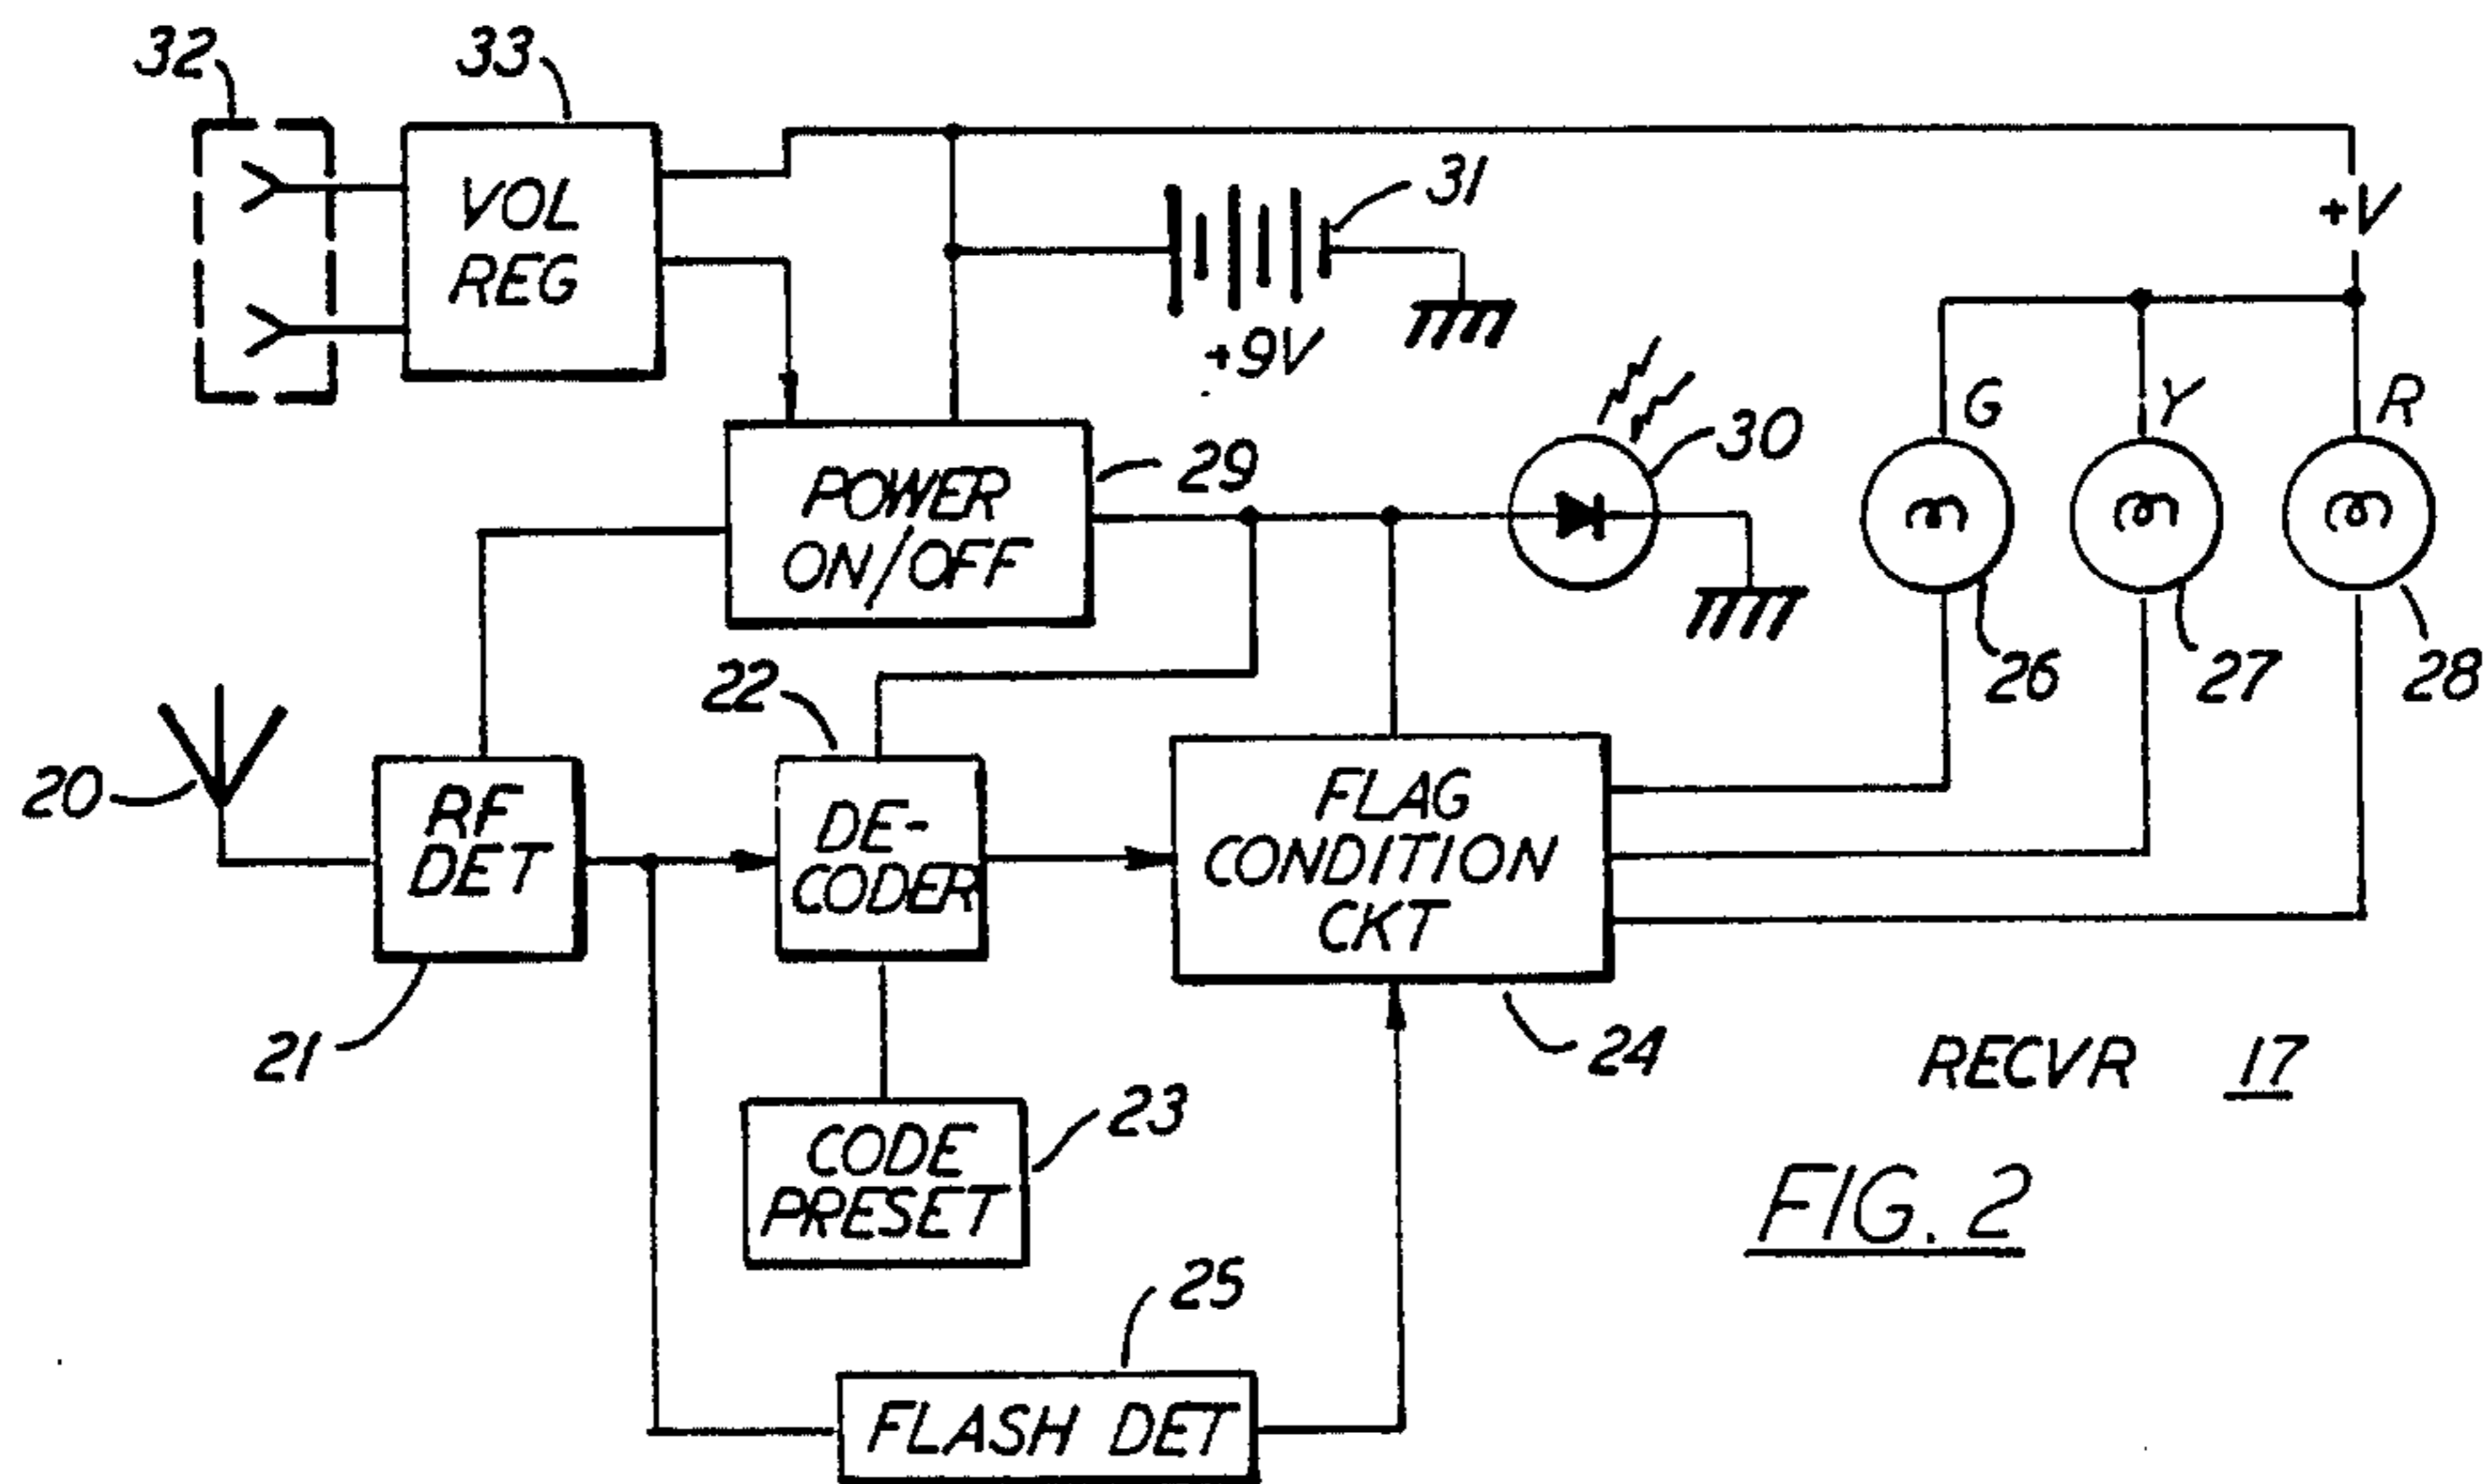 32
33
VOL
REG
31
+9V
+V
G
Y
R
POWER
ON/OFF
29
30
26
27
28
22
20
RF
DET
DE-
CODER
FLAG
CONDITION
CKT
21
24
CODE
PRESET
23
RECVR 17
FIG. 2
25
FLASH DET